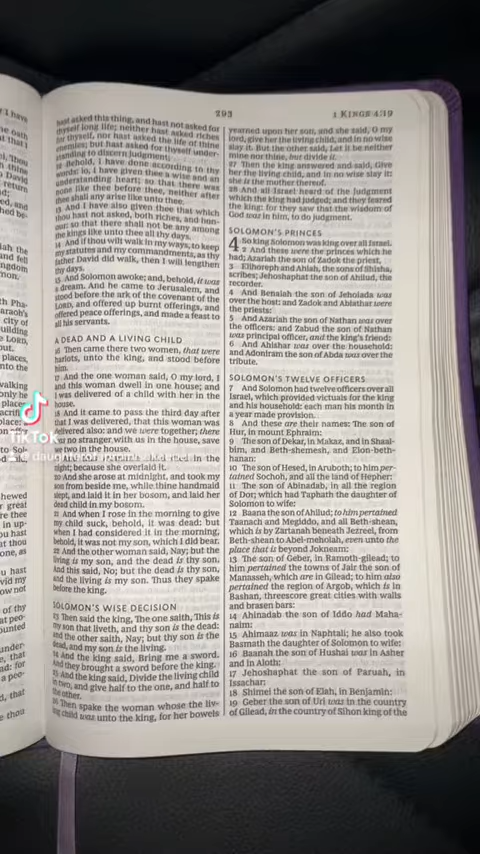 293
1 KINGS 4:19
hast asked this thing, and hast not asked for
thyself long life; neither hast asked riches
for thyself, nor hast asked the life of thine
enemies; but hast asked for thyself under-
standing to discern judgment;
12 Behold, I have done according to thy
words: lo, I have given thee a wise and an
understanding heart; so that there was
none like thee before thee, neither after
thee shall any arise like unto thee.
13 And I have also given thee that which
thou hast not asked, both riches, and hon-
our: so that there shall not be any among
the kings like unto thee all thy days.
14 And if thou wilt walk in my ways, to keep
my statutes and my commandments, as thy
father David did walk, then I will lengthen
thy days.
15 And Solomon awoke; and, behold, it was
a dream. And he came to Jerusalem, and
stood before the ark of the covenant of the
LORD, and offered up burnt offerings, and
offered peace offerings, and made a feast to
all his servants.
A DEAD AND A LIVING CHILD
16 Then came there two women, that were
harlots, unto the king, and stood before
him.
17 And the one woman said, O my lord, I
and this woman dwell in one house; and
I was delivered of a child with her in the
house.
18 And it came to pass the third day after
that I was delivered, that this woman was
delivered also: and we were together; there
was no stranger with us in the house, save
we two in the house.
in the
night; because she overlaid it.
20 And she arose at midnight, and took my
son from beside me, while thine handmaid
slept, and laid it in her bosom, and laid her
dead child in my bosom.
21 And when I rose in the morning to give
my child suck, behold, it was dead: but
when I had considered it in the morning,
behold, it was not my son, which I did bear.
22 And the other woman said, Nay; but the
living is my son, and the dead is thy son.
And this said, No; but the dead is thy son,
and the living is my son. Thus they spake
before the king.
SOLOMON'S WISE DECISION
23 Then said the king, The one saith, This is
my son that liveth, and thy son is the dead:
and the other saith, Nay; but thy son is the
dead, and my son is the living.
24 And the king said, Bring me a sword.
And they brought a sword before the king.
25 And the king said, Divide the living child
in two, and give half to the one, and half to
the other.
26 Then spake the woman whose the liv-
ing child was unto the king, for her bowels
yearned upon her son, and she said, O my
lord, give her the living child, and in no wise
slay it. But the other said, Let it be neither
mine nor thine, but divide it.
27 Then the king answered and said, Give
her the living child, and in no wise slay it:
she is the mother thereof.
28 And all Israel heard of the judgment
which the king had judged; and they feared
the king: for they saw that the wisdom of
God was in him, to do judgment.
SOLOMON'S PRINCES
4 So king Solomon was king over all Israel.
2 And these were the princes which he
had; Azariah the son of Zadok the priest,
3 Elihoreph and Ahiah, the sons of Shisha,
scribes; Jehoshaphat the son of Ahilud, the
recorder.
4 And Benaiah the son of Jehoiada was
over the host: and Zadok and Abiathar were
the priests:
5 And Azariah the son of Nathan was over
the officers: and Zabud the son of Nathan
was principal officer, and the king's friend:
6 And Ahishar was over the household:
and Adoniram the son of Abda was over the
tribute.
SOLOMON'S TWELVE OFFICERS
7 And Solomon had twelve officers over all
Israel, which provided victuals for the king
and his household: each man his month in
a year made provision.
8 And these are their names: The son of
Hur, in mount Ephraim:
9 The son of Dekar, in Makaz, and in Shaal-
bim, and Beth-shemesh, and Elon-beth-
hanan:
10 The son of Hesed, in Aruboth; to him per-
tained Sochoh, and all the land of Hepher:
11 The son of Abinadab, in all the region
of Dor; which had Taphath the daughter of
Solomon to wife:
12 Baana the son of Ahilud; to him pertained
Taanach and Megiddo, and all Beth-shean,
which is by Zartanah beneath Jezreel, from
Beth-shean to Abel-meholah, even unto the
place that is beyond Jokneam:
13 The son of Geber, in Ramoth-gilead; to
him pertained the towns of Jair the son of
Manasseh, which are in Gilead; to him also
pertained the region of Argob, which is in
Bashan, threescore great cities with walls
and brasen bars:
14 Ahinadab the son of Iddo had Maha-
naim:
15 Ahimaaz was in Naphtali; he also took
Basmath the daughter of Solomon to wife:
16 Baanah the son of Hushai was in Asher
and in Aloth:
17 Jehoshaphat the son of Paruah, in
Issachar:
18 Shimei the son of Elah, in Benjamin:
19 Geber the son of Uri was in the country
of Gilead, in the country of Sihon king of the
TikTok